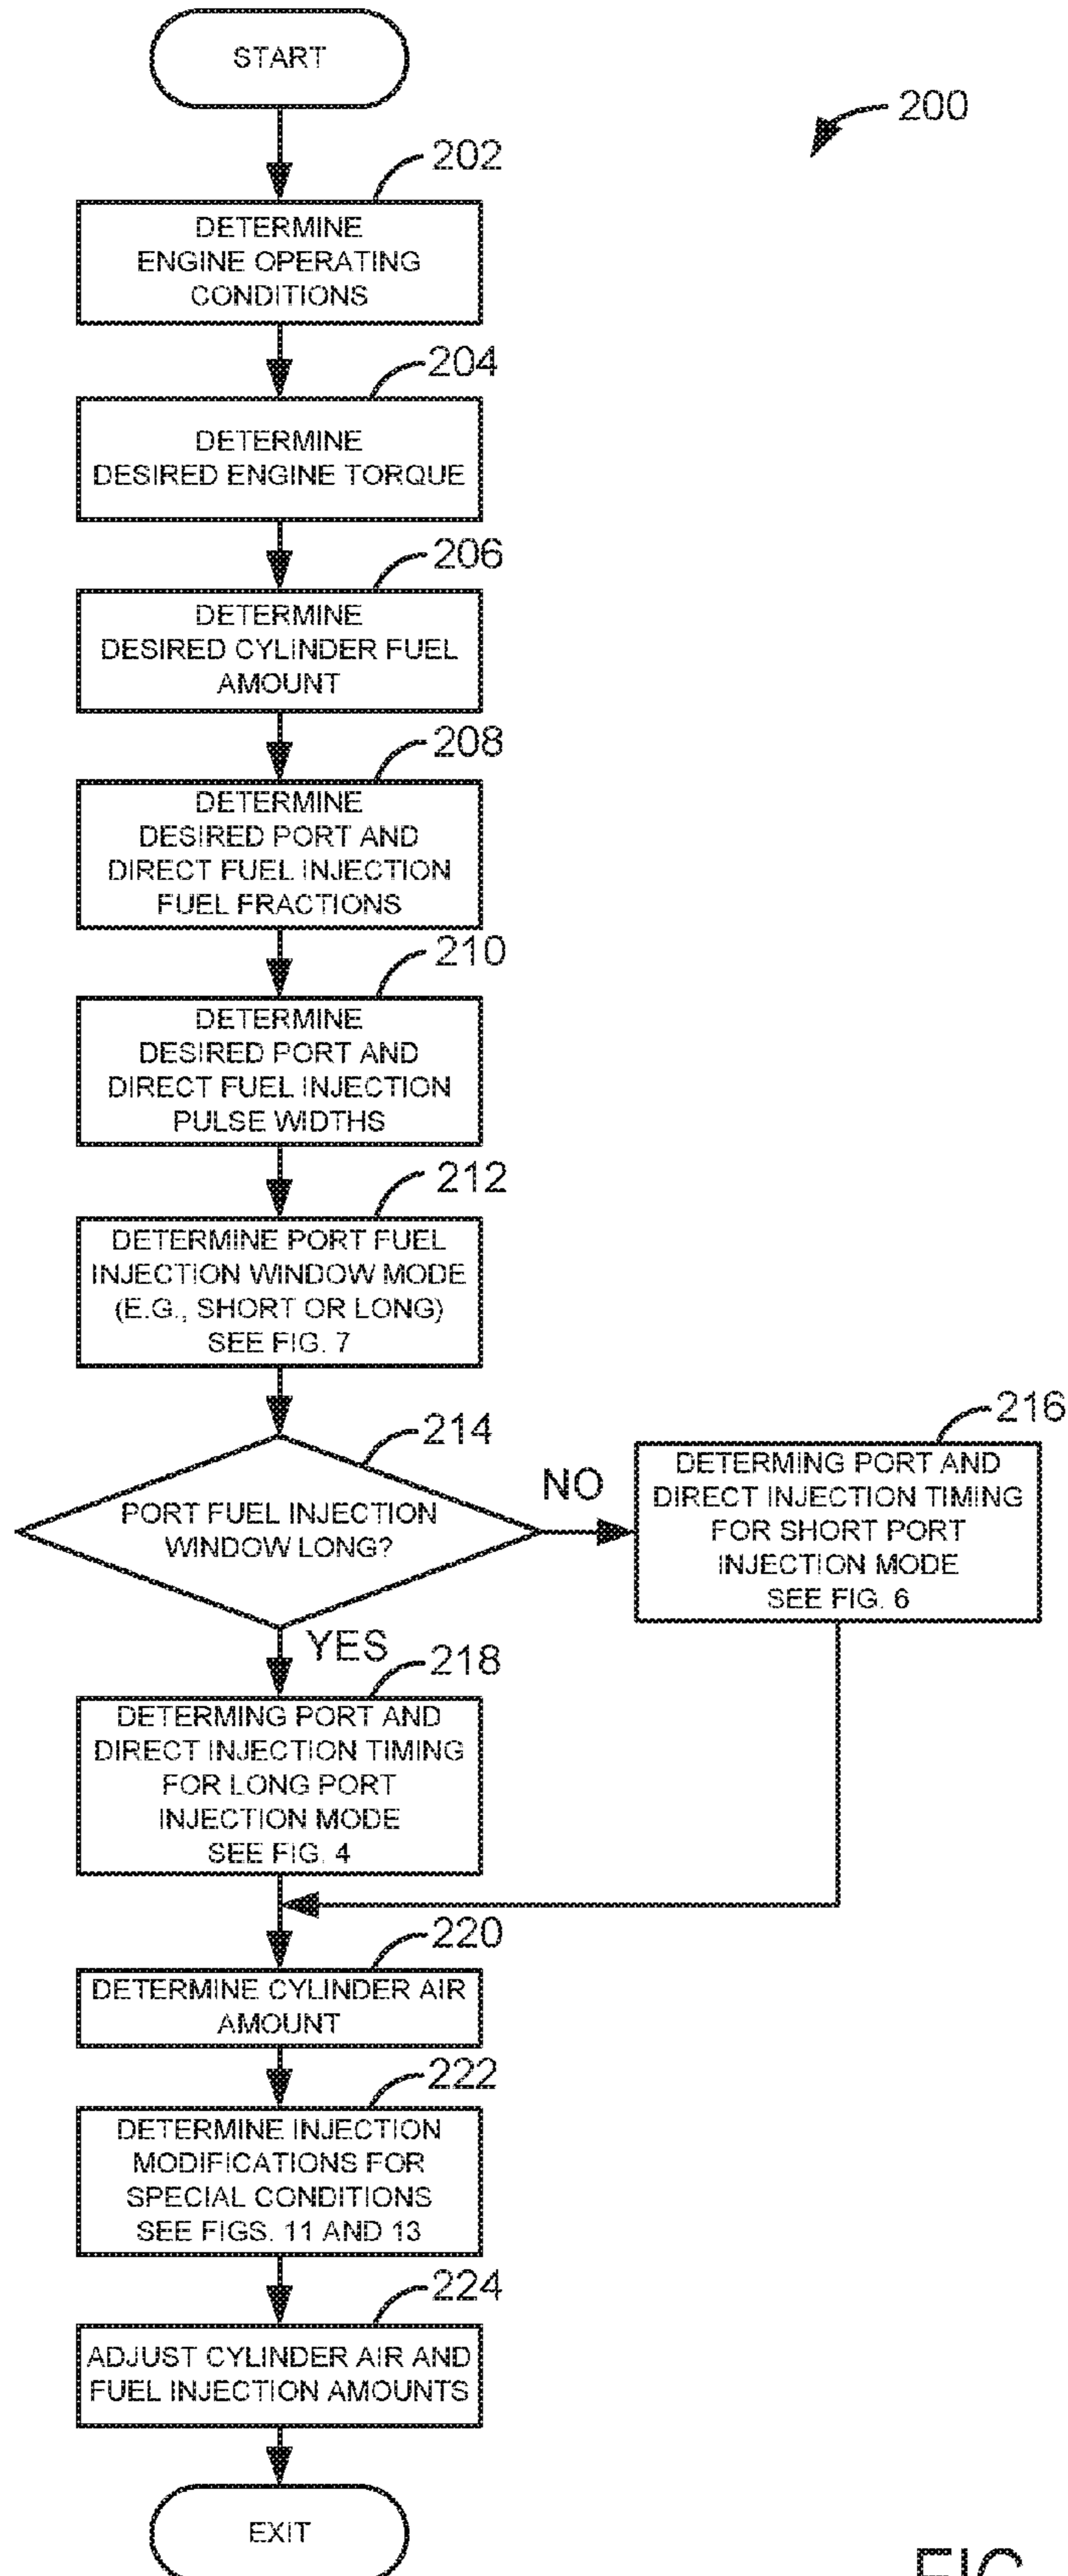 START
200
202
DETERMINE
ENGINE OPERATING
CONDITIONS
204
DETERMINE
DESIRED ENGINE TORQUE
206
DETERMINE
DESIRED CYLINDER FUEL
AMOUNT
208
DETERMINE
DESIRED PORT AND
DIRECT FUEL INJECTION
FUEL FRACTIONS
210
DETERMINE
DESIRED PORT AND
DIRECT FUEL INJECTION
PULSE WIDTHS
212
DETERMINE PORT FUEL
INJECTION WINDOW MODE
(E.G., SHORT OR LONG)
SEE FIG. 7
214
PORT FUEL INJECTION
WINDOW LONG?
NO
216
DETERMING PORT AND
DIRECT INJECTION TIMING
FOR SHORT PORT
INJECTION MODE
SEE FIG. 6
YES
218
DETERMING PORT AND
DIRECT INJECTION TIMING
FOR LONG PORT
INJECTION MODE
SEE FIG. 4
220
DETERMINE CYLINDER AIR
AMOUNT
222
DETERMINE INJECTION
MODIFICATIONS FOR
SPECIAL CONDITIONS
SEE FIGS. 11 AND 13
224
ADJUST CYLINDER AIR AND
FUEL INJECTION AMOUNTS
EXIT
FIG